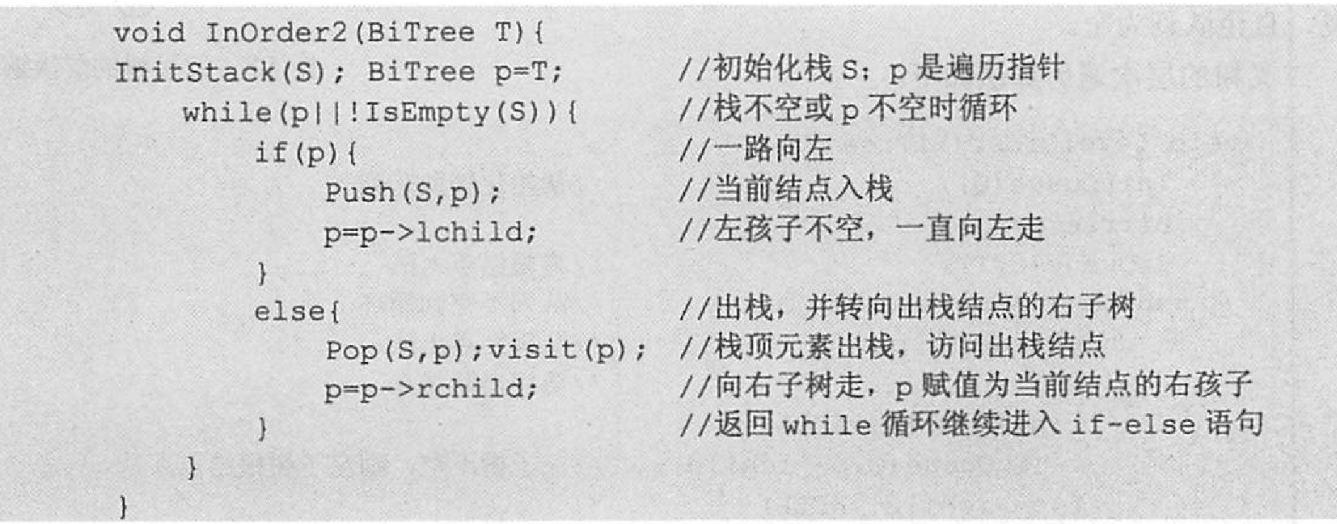 void InOrder2(BiTree T){
InitStack(S); BiTree p=T; //初始化栈 S；p 是遍历指针
while(p||!IsEmpty(S)){ //栈不空或 p 不空时循环
if(p){ //一路向左
Push(S,p); //当前结点入栈
p=p->lchild; //左孩子不空，一直向左走
}
else{ //出栈，并转向出栈结点的右子树
Pop(S,p);visit(p); //栈顶元素出栈，访问出栈结点
p=p->rchild; //向右子树走，p 赋值为当前结点的右孩子
} //返回 while 循环继续进入 if-else 语句
}
}